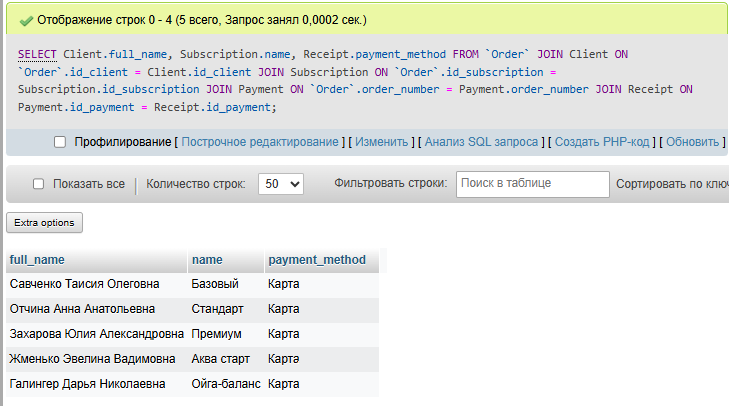 Отображение строк 0 - 4 (5 всего, Запрос занял 0,0002 сек.)
SELECT Client.full_name, Subscription.name, Receipt.payment_method FROM `Order` JOIN Client ON
`Order`.id_client = Client.id_client JOIN Subscription ON `Order`.id_subscription =
Subscription.id_subscription JOIN Payment ON `Order`.order_number = Payment.order_number JOIN Receipt ON
Payment.id_payment = Receipt.id_payment;
Профилирование [ Построчное редактирование ] [ Изменить ] [ Анализ SQL запроса ] [ Создать PHP-код ] [ Обновить ]
Показать все Количество строк: 50 Фильтровать строки: Поиск в таблице Сортировать по клю
Extra options
full_name name payment_method
Савченко Таисия Олеговна Базовый Карта
Отчина Анна Анатольевна Стандарт Карта
Захарова Юлия Александровна Премиум Карта
Жменько Эвелина Вадимовна Аква старт Карта
Галингер Дарья Николаевна Ойга-баланс Карта